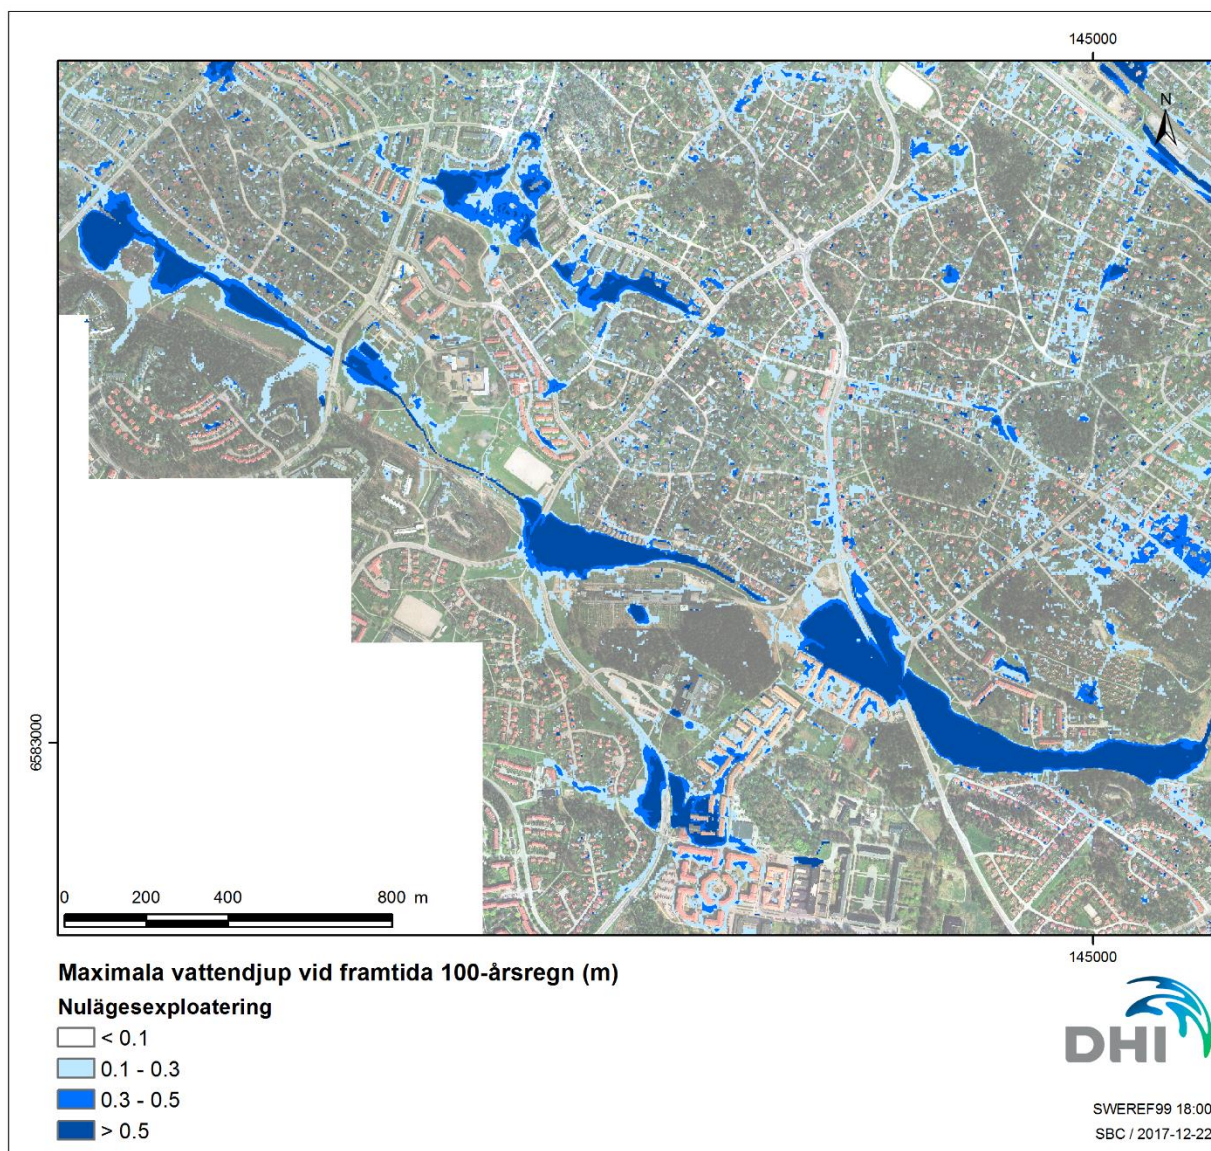 145000
N
6583000
0 200 400 800 m
145000
Maximala vattendjup vid framtida 100-årsregn (m)
Nulägesexploatering
< 0.1
0.1 - 0.3
0.3 - 0.5
> 0.5
DHI
SWEREF99 18:00
SBC / 2017-12-22